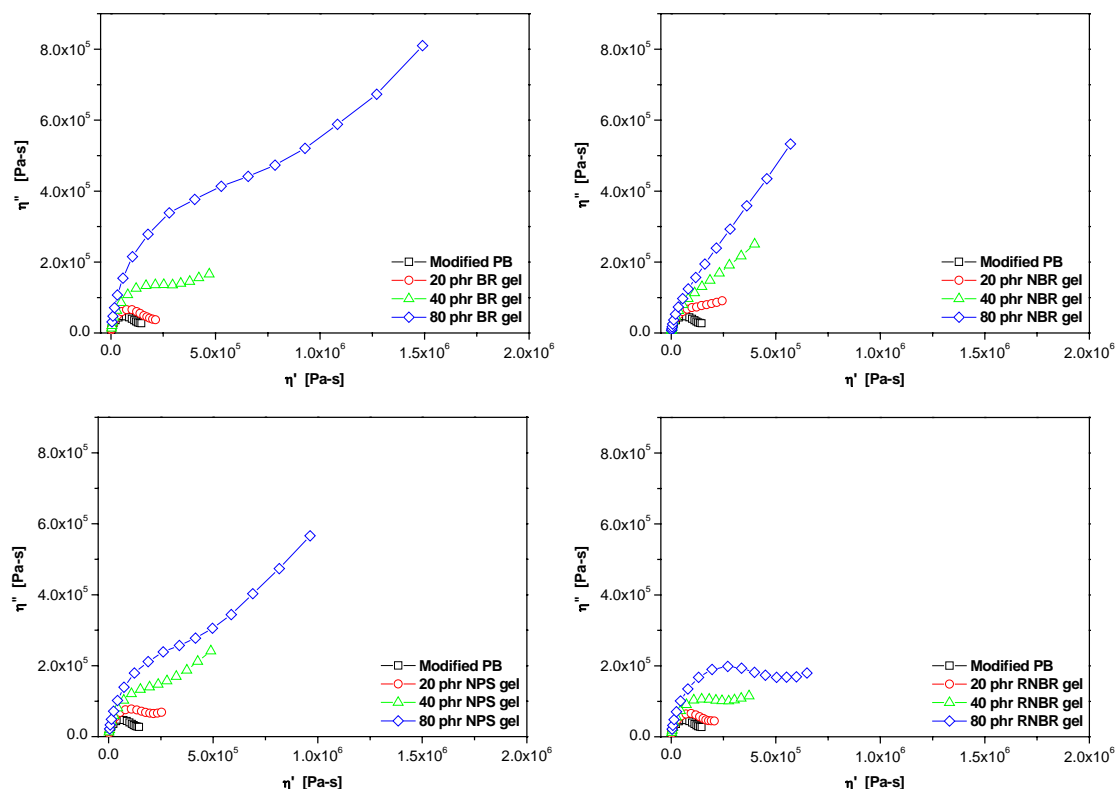 8.0x10⁵
6.0x10⁵
4.0x10⁵
2.0x10⁵
0.0
η'' [Pa-s]
Modified PB
20 phr BR gel
40 phr BR gel
80 phr BR gel
0.0 5.0x10⁵ 1.0x10⁶ 1.5x10⁶ 2.0x10⁶
η' [Pa-s]
8.0x10⁵
6.0x10⁵
4.0x10⁵
2.0x10⁵
0.0
η'' [Pa-s]
Modified PB
20 phr NBR gel
40 phr NBR gel
80 phr NBR gel
0.0 5.0x10⁵ 1.0x10⁶ 1.5x10⁶ 2.0x10⁶
η' [Pa-s]
8.0x10⁵
6.0x10⁵
4.0x10⁵
2.0x10⁵
0.0
η'' [Pa-s]
Modified PB
20 phr NPS gel
40 phr NPS gel
80 phr NPS gel
0.0 5.0x10⁵ 1.0x10⁶ 1.5x10⁶ 2.0x10⁶
η' [Pa-s]
8.0x10⁵
6.0x10⁵
4.0x10⁵
2.0x10⁵
0.0
η'' [Pa-s]
Modified PB
20 phr RNBR gel
40 phr RNBR gel
80 phr RNBR gel
0.0 5.0x10⁵ 1.0x10⁶ 1.5x10⁶ 2.0x10⁶
η' [Pa-s]